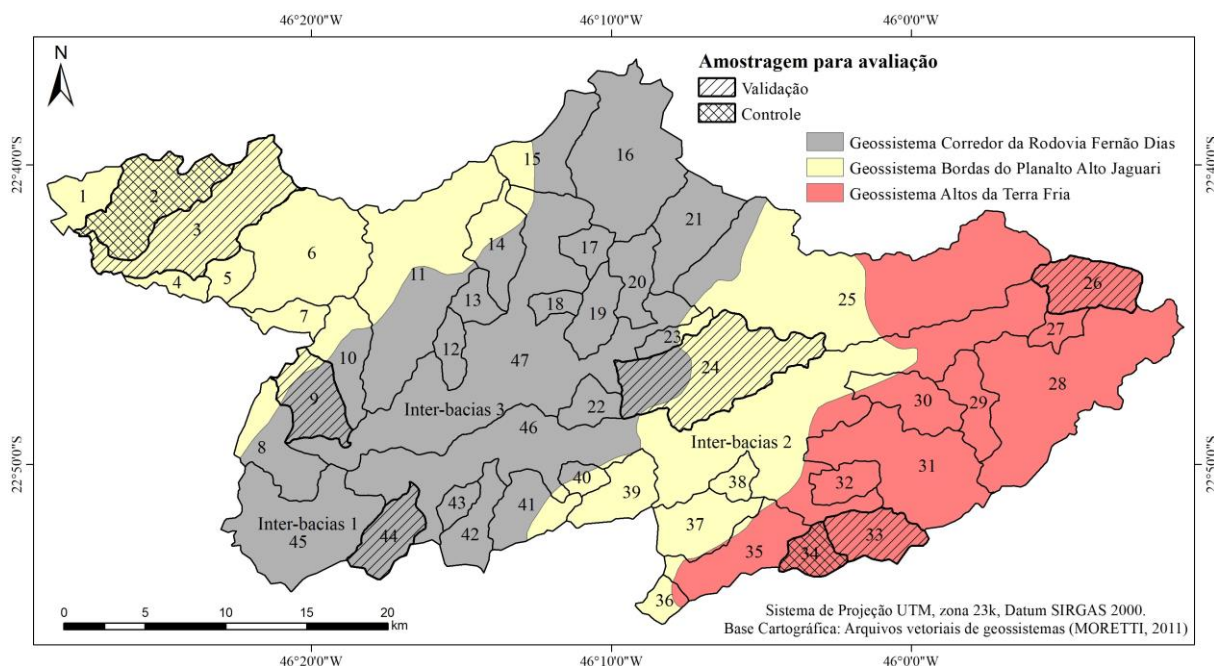 46°20'0"W 46°10'0"W 46°0'0"W
N
Amostragem para avaliação
Validação
Controle
Geossistema Corredor da Rodovia Fernão Dias
Geossistema Bordas do Planalto Alto Jaguari
Geossistema Altos da Terra Fria
22°40'0"S 22°40'0"S
22°50'0"S 22°50'0"S
1
2
3
4
5
6
7
8
9
10
11
12
13
14
15
16
17
18
19
20
21
22
23
24
25
26
27
28
29
30
31
32
33
34
35
36
37
38
39
40
41
42
43
44
Inter-bacias 1
45
46
Inter-bacias 2
47
Inter-bacias 3
0 5 10 15 20
km
Sistema de Projeção UTM, zona 23k, Datum SIRGAS 2000.
Base Cartográfica: Arquivos vetoriais de geossistemas (MORETTI, 2011)
46°20'0"W 46°10'0"W 46°0'0"W